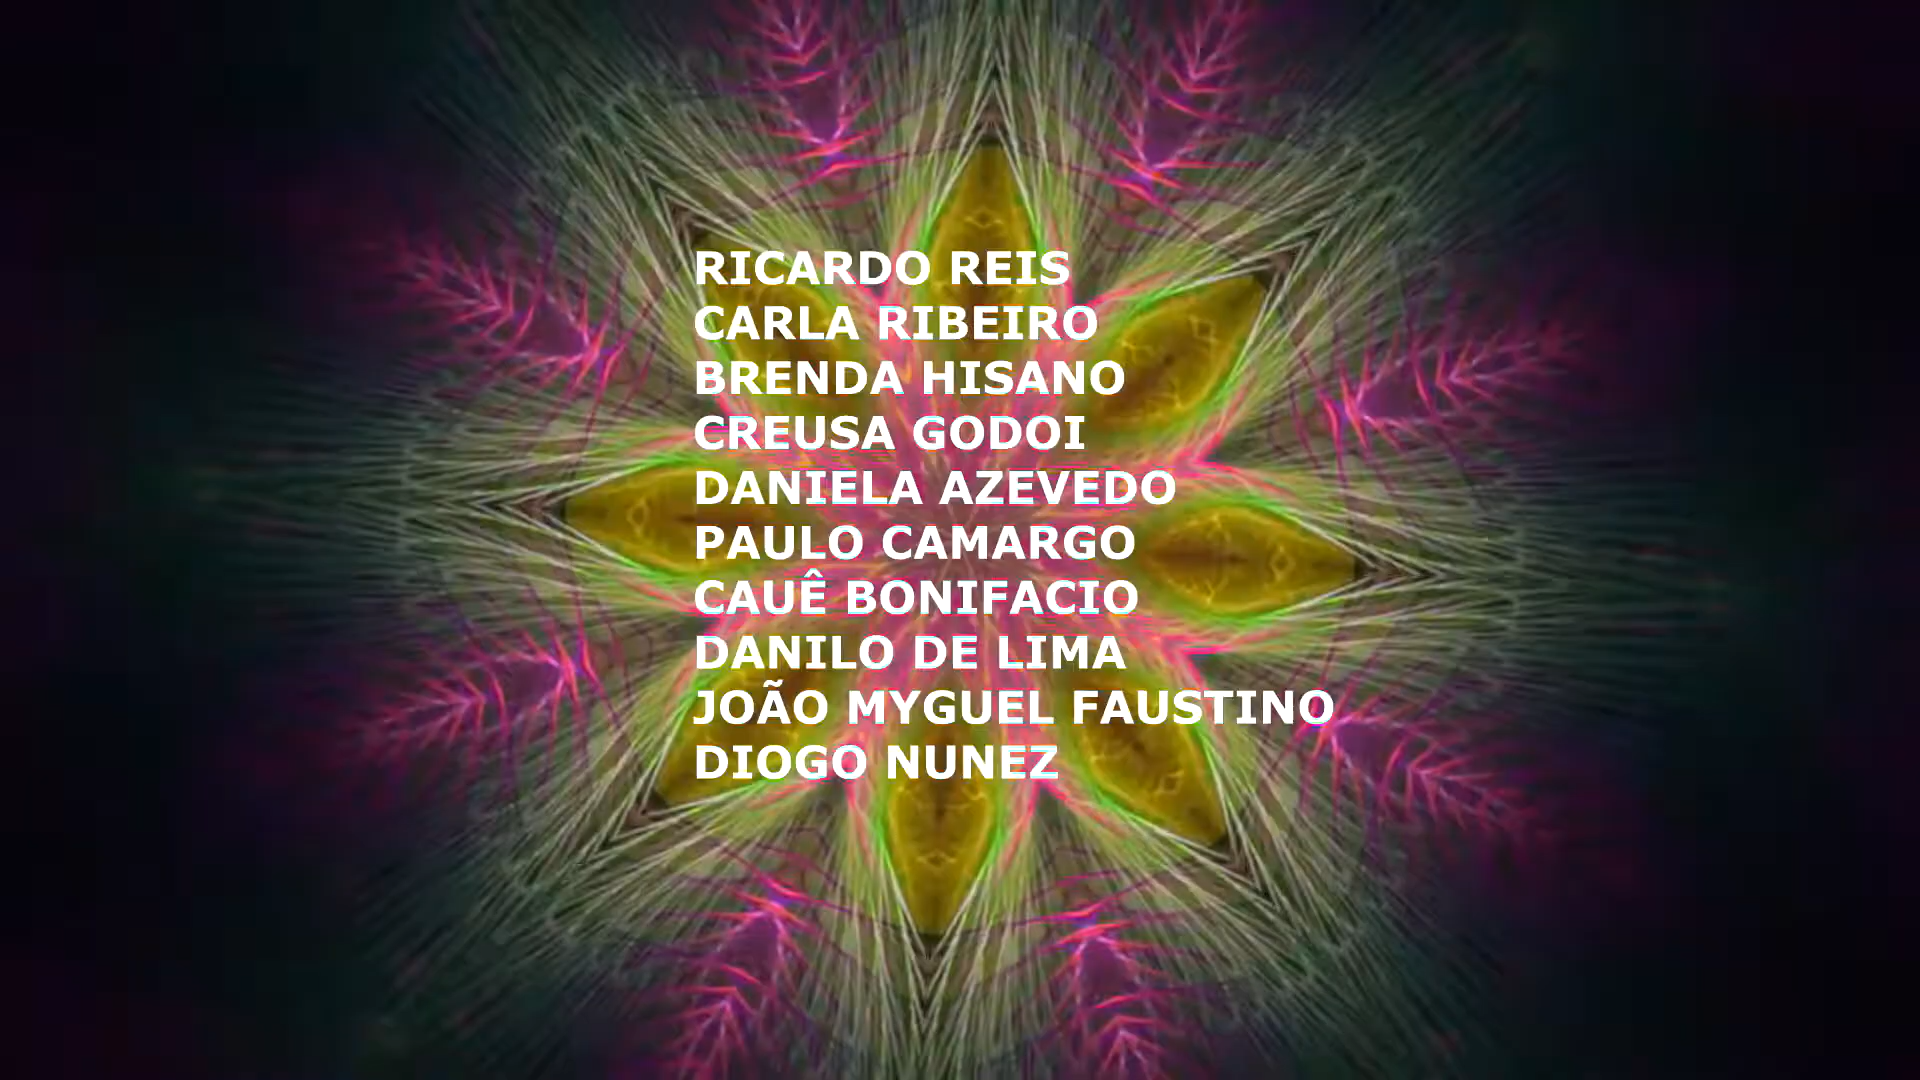 RICARDO REIS
CARLA RIBEIRO
BRENDA HISANO
CREUSA GODOI
DANIELA AZEVEDO
PAULO CAMARGO
CAUÊ BONIFACIO
DANILO DE LIMA
JOÃO MYGUEL FAUSTINO
DIOGO NUNEZ